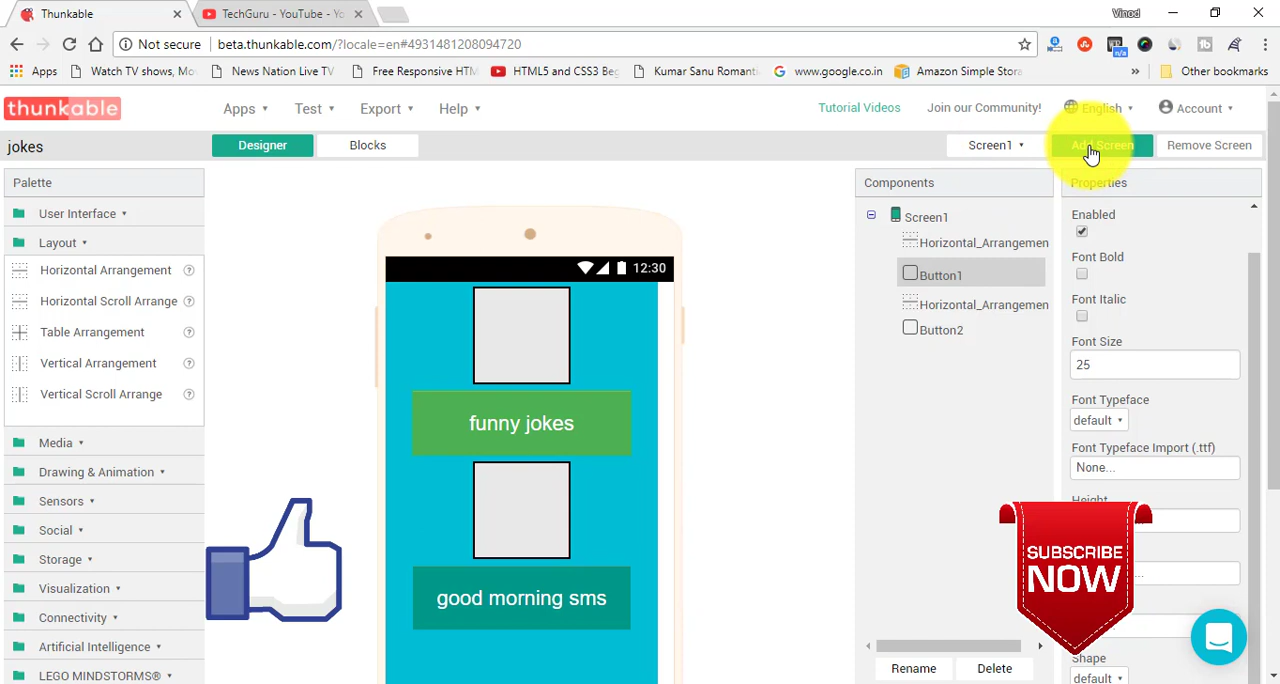 Thunkable
TechGuru - YouTube - Yo
Vinod
Not secure
beta.thunkable.com/?locale=en#4931481208094720
n/a
Apps
Watch TV shows, Mo
News Nation Live TV
Free Responsive HTM
HTML5 and CSS3 Beg
Kumar Sanu Romanti
www.google.co.in
Amazon Simple Stora
»
Other bookmarks
thunkable
Apps
Test
Export
Help
Tutorial Videos
Join our Community!
English
Account
jokes
Designer
Blocks
Screen1
Add Screen
Remove Screen
Palette
User Interface
Layout
Horizontal Arrangement
?
Horizontal Scroll Arrange
?
Table Arrangement
?
Vertical Arrangement
?
Vertical Scroll Arrange
?
Media
Drawing & Animation
Sensors
Social
Storage
Visualization
Connectivity
Artificial Intelligence
LEGO MINDSTORMS®
12:30
funny jokes
good morning sms
Components
Screen1
Horizontal_Arrangemen
Button1
Horizontal_Arrangemen
Button2
Rename
Delete
Properties
Enabled
Font Bold
Font Italic
Font Size
25
Font Typeface
default
Font Typeface Import (.ttf)
None...
Height
...
Shape
default
SUBSCRIBE
NOW